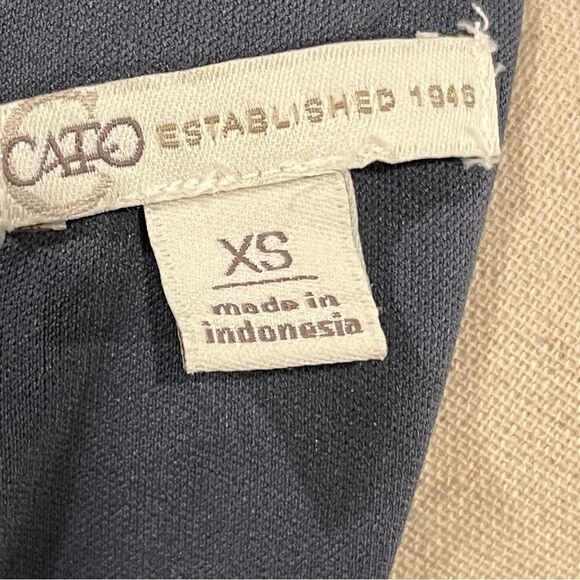 CATO ESTABLISHED 1946
XS
made in
indonesia